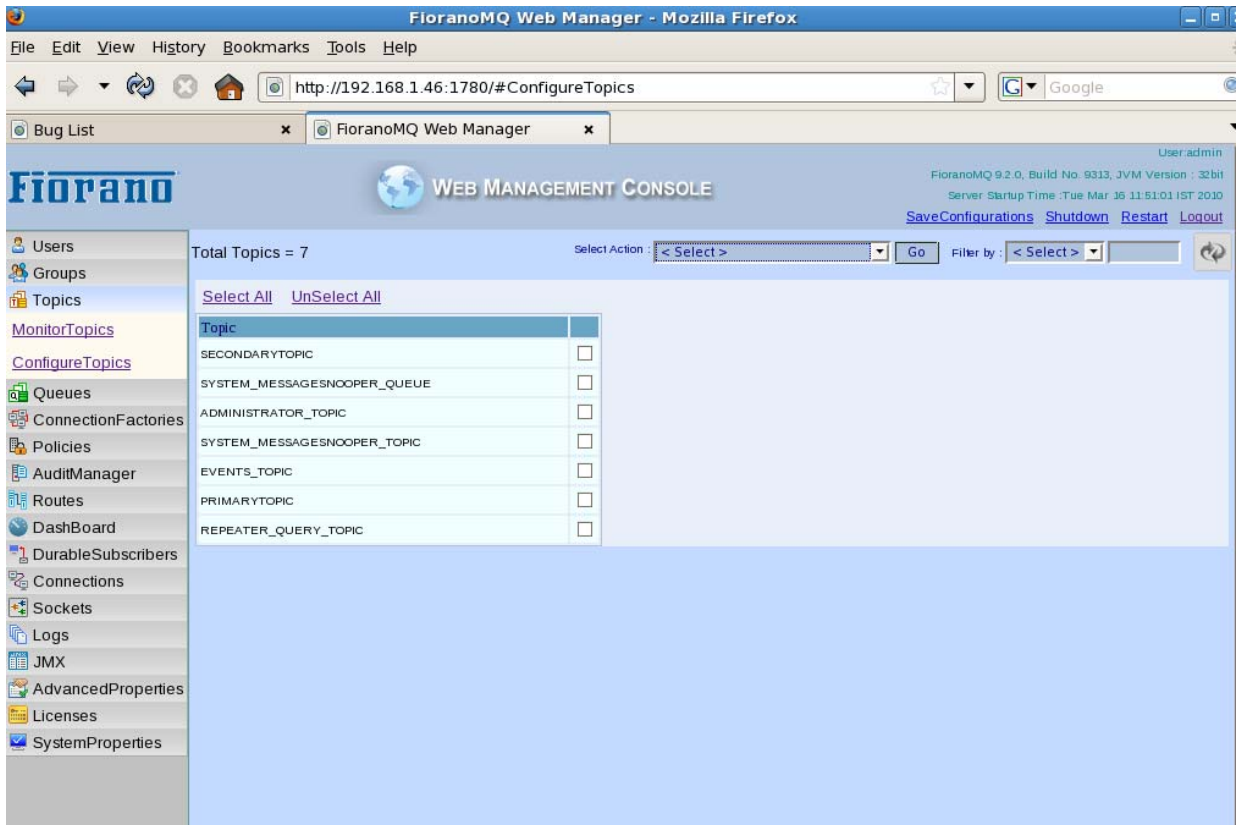 FioranoMQ Web Manager - Mozilla Firefox
File Edit View History Bookmarks Tools Help
http://192.168.1.46:1780/#ConfigureTopics
Google
Bug List
FioranoMQ Web Manager
Fiorano
WEB MANAGEMENT CONSOLE
User:admin
FioranoMQ 9.2.0, Build No. 9313, JVM Version : 32bit
Server Startup Time :Tue Mar 16 11:51:01 IST 2010
SaveConfigurations Shutdown Restart Logout
Users
Groups
Topics
MonitorTopics
ConfigureTopics
Queues
ConnectionFactories
Policies
AuditManager
Routes
DashBoard
DurableSubscribers
Connections
Sockets
Logs
JMX
AdvancedProperties
Licenses
SystemProperties
Total Topics = 7
Select Action : < Select > Go Filter by : < Select >
Select All UnSelect All
Topic
SECONDARYTOPIC
SYSTEM_MESSAGESNOOPER_QUEUE
ADMINISTRATOR_TOPIC
SYSTEM_MESSAGESNOOPER_TOPIC
EVENTS_TOPIC
PRIMARYTOPIC
REPEATER_QUERY_TOPIC